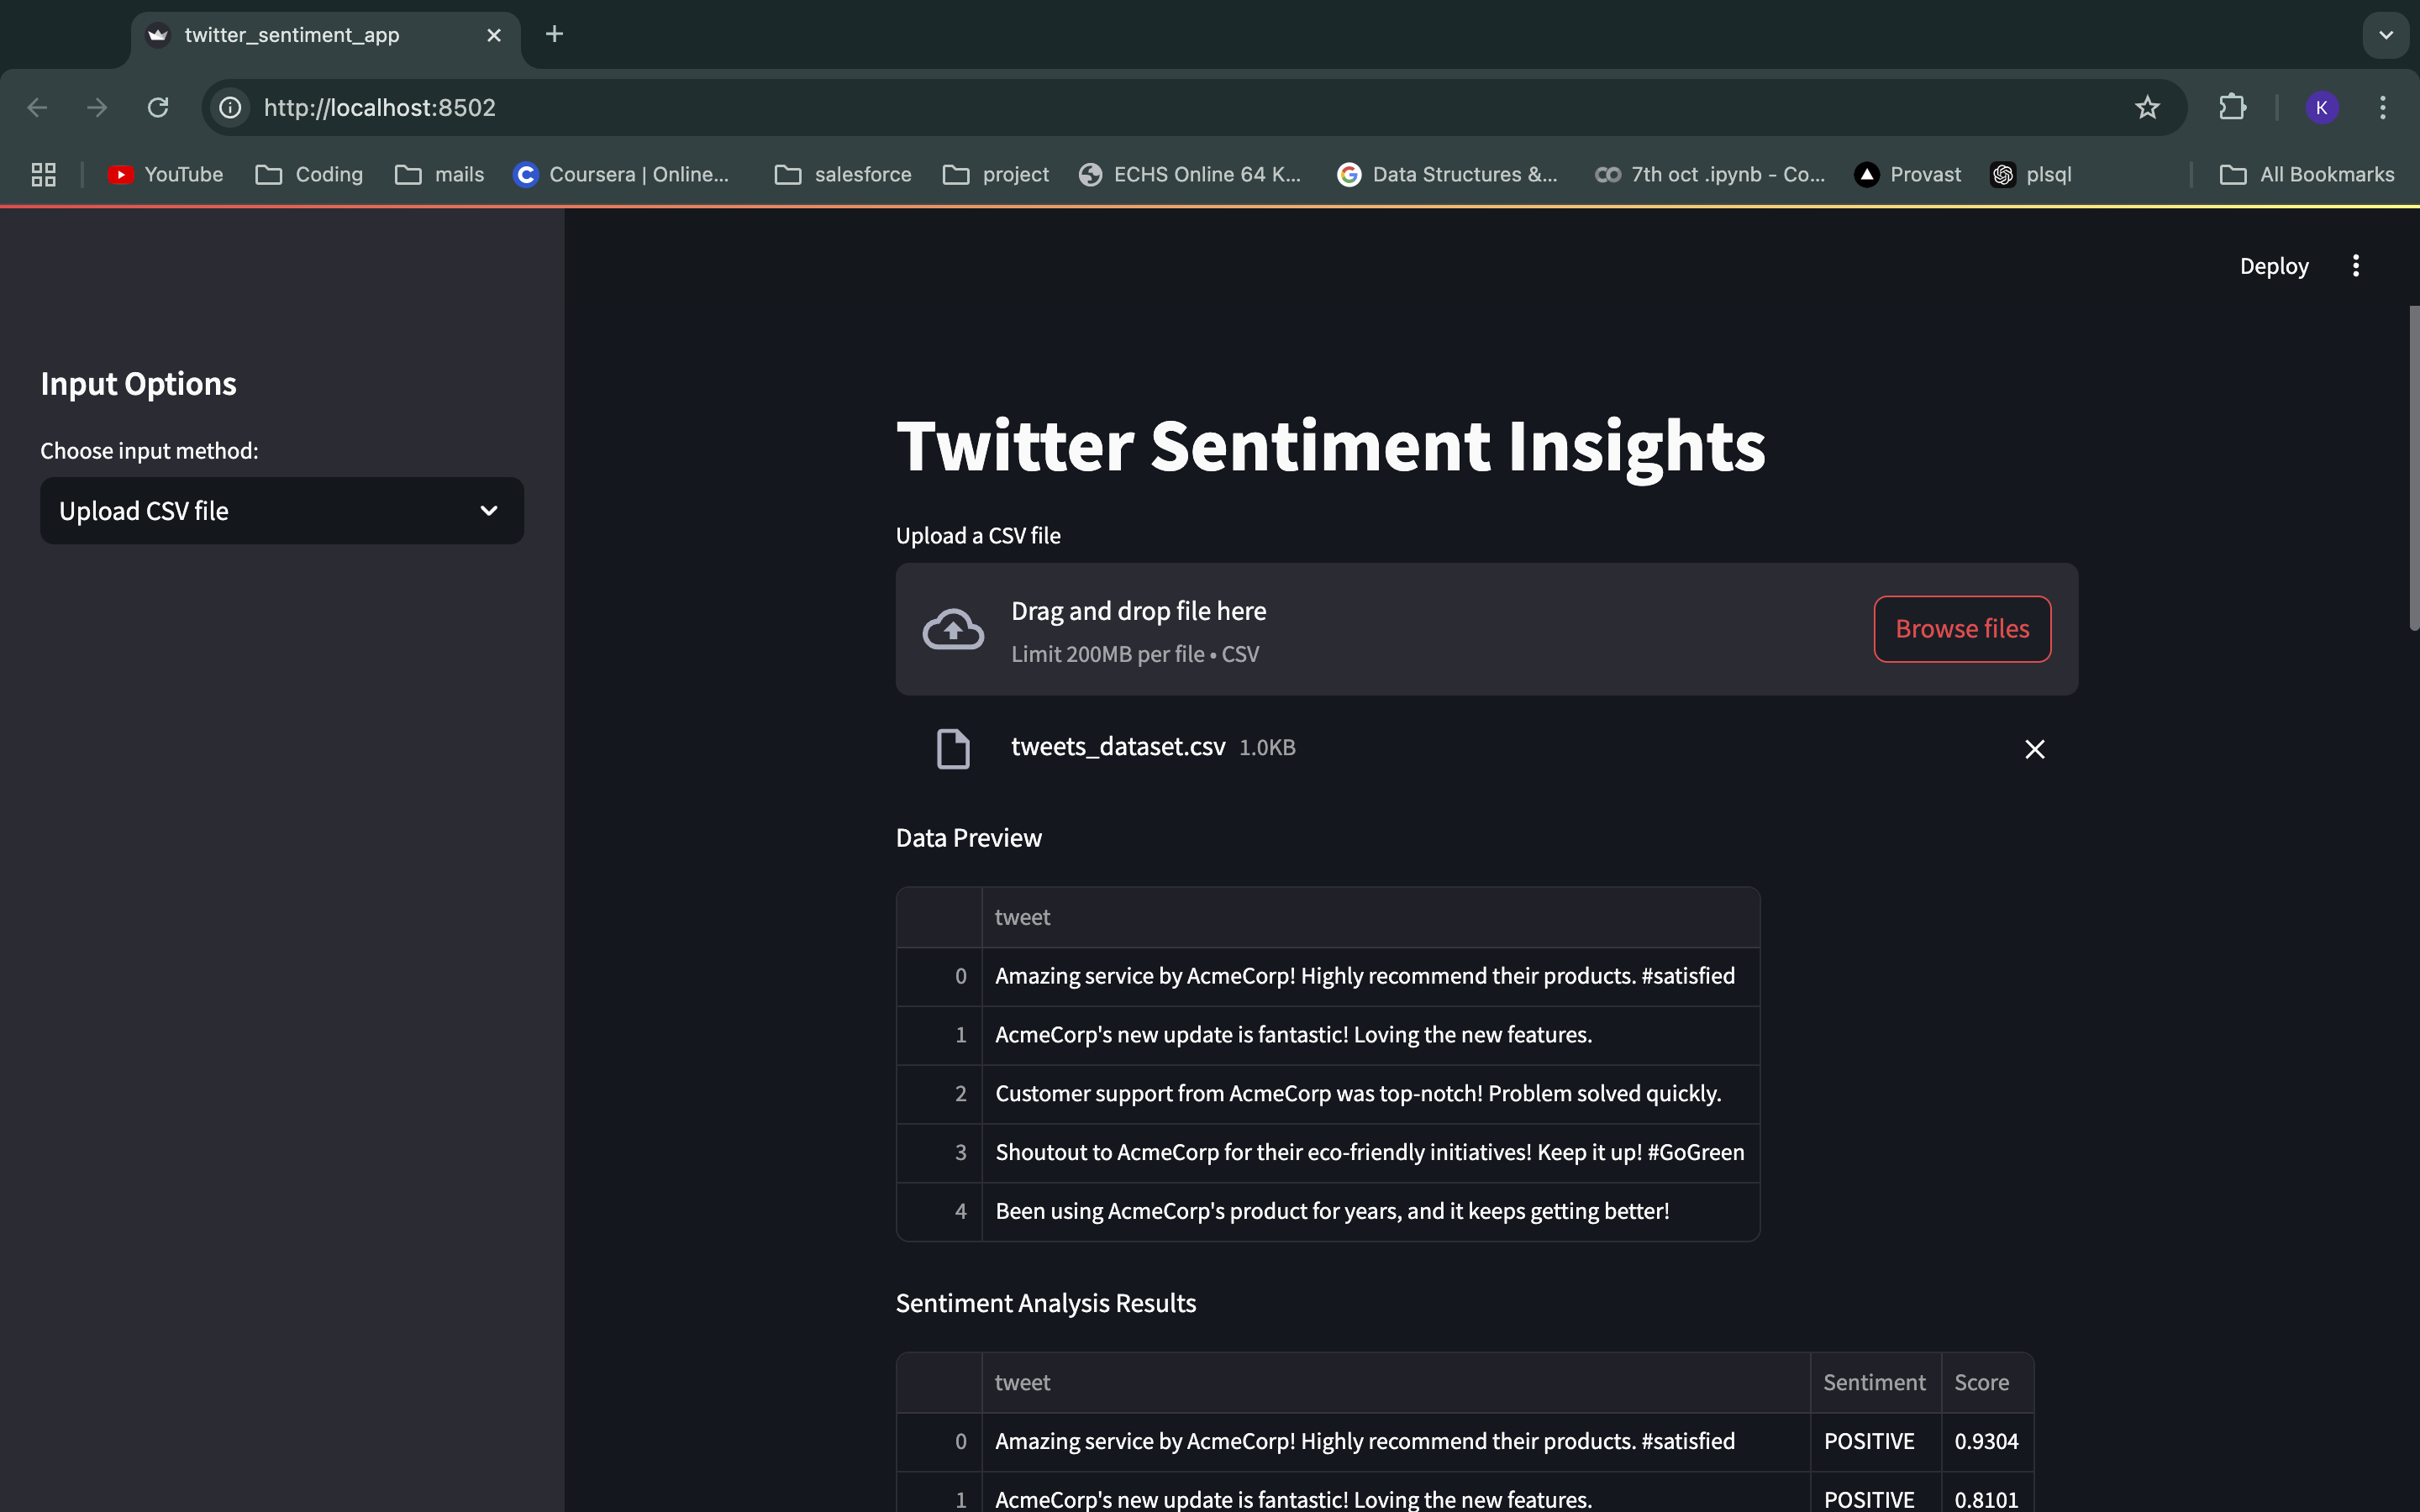 twitter_sentiment_app
http://localhost:8502
K
YouTube
Coding
mails
Coursera | Online...
salesforce
project
ECHS Online 64 K...
Data Structures &...
7th oct .ipynb - Co...
Provast
plsql
All Bookmarks
Deploy
Input Options
Choose input method:
Upload CSV file
Twitter Sentiment Insights
Upload a CSV file
Drag and drop file here
Limit 200MB per file • CSV
Browse files
tweets_dataset.csv 1.0KB
Data Preview
tweet
0 Amazing service by AcmeCorp! Highly recommend their products. #satisfied
1 AcmeCorp's new update is fantastic! Loving the new features.
2 Customer support from AcmeCorp was top-notch! Problem solved quickly.
3 Shoutout to AcmeCorp for their eco-friendly initiatives! Keep it up! #GoGreen
4 Been using AcmeCorp's product for years, and it keeps getting better!
Sentiment Analysis Results
tweet Sentiment Score
0 Amazing service by AcmeCorp! Highly recommend their products. #satisfied POSITIVE 0.9304
1 AcmeCorp's new update is fantastic! Loving the new features. POSITIVE 0.8101